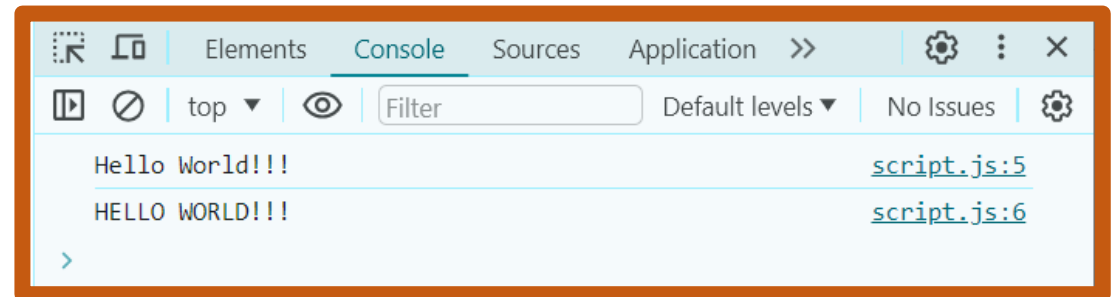 Elements Console Sources Application
top Filter Default levels No Issues
Hello World!!! script.js:5
HELLO WORLD!!! script.js:6